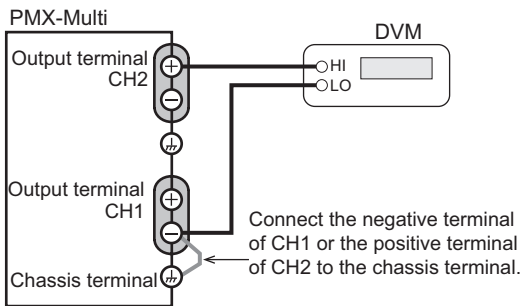 PMX-Multi
DVM
Output terminal
CH2
HI
LO
Output terminal
CH1
Connect the negative terminal
of CH1 or the positive terminal
of CH2 to the chassis terminal.
Chassis terminal